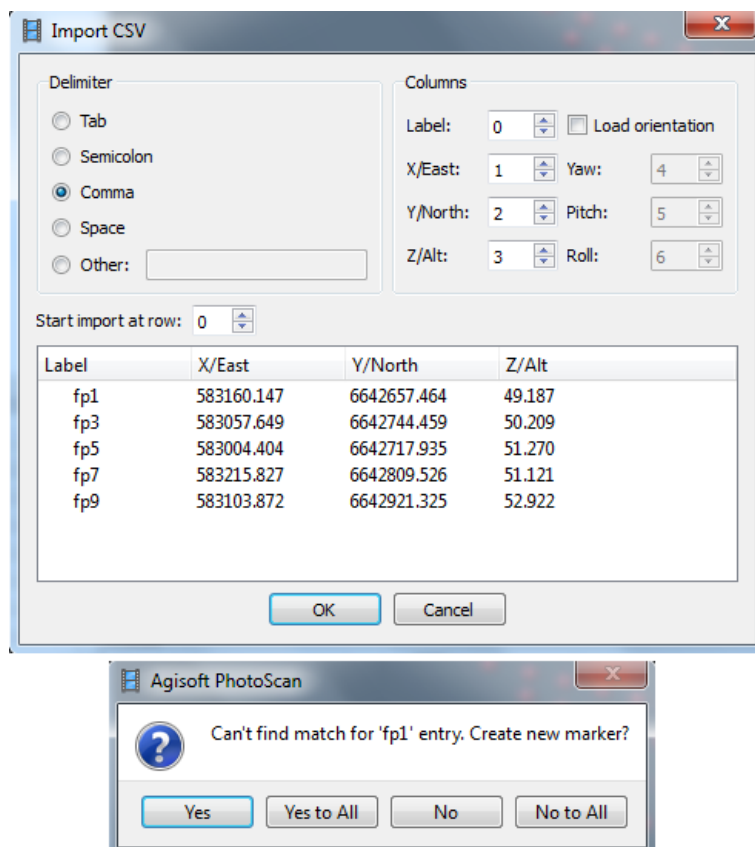 Import CSV
Delimiter
Tab
Semicolon
Comma
Space
Other:
Columns
Label: 0 Load orientation
X/East: 1 Yaw: 4
Y/North: 2 Pitch: 5
Z/Alt: 3 Roll: 6
Start import at row: 0
Label X/East Y/North Z/Alt
fp1 583160.147 6642657.464 49.187
fp3 583057.649 6642744.459 50.209
fp5 583004.404 6642717.935 51.270
fp7 583215.827 6642809.526 51.121
fp9 583103.872 6642921.325 52.922
OK Cancel
Agisoft PhotoScan
Can't find match for 'fp1' entry. Create new marker?
Yes Yes to All No No to All